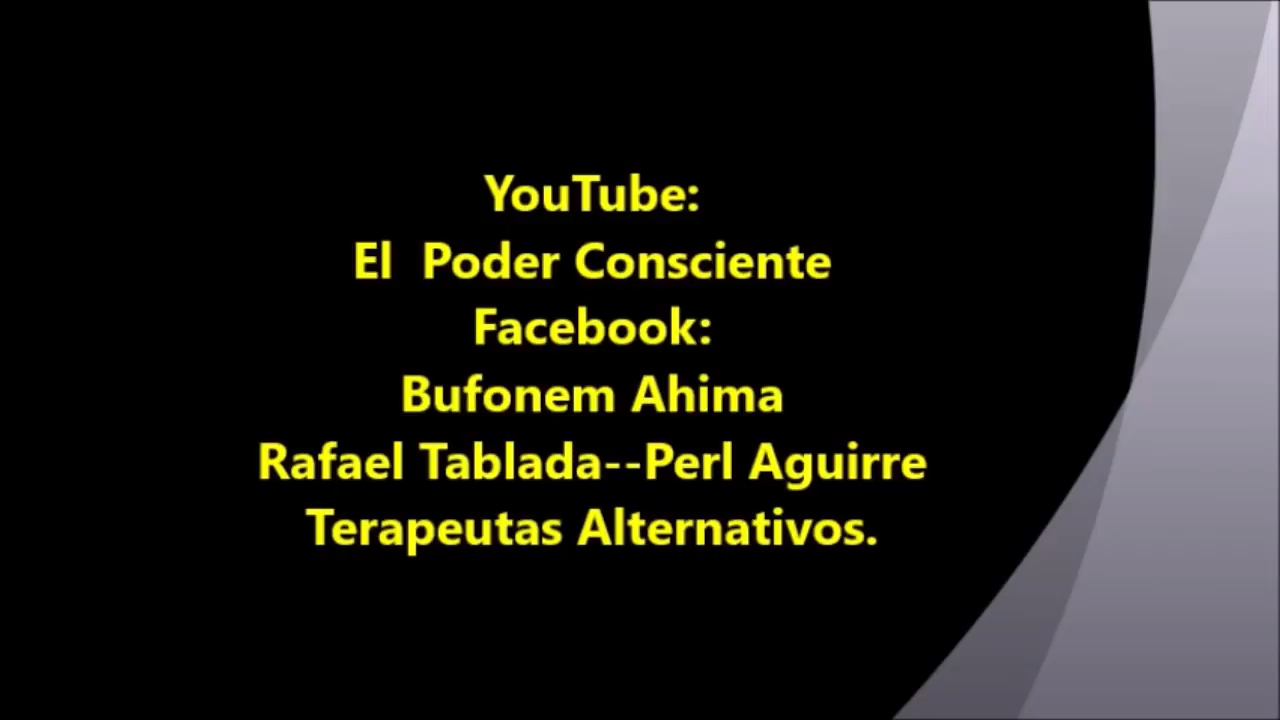 YouTube:
El  Poder Consciente
Facebook:
Bufonem Ahima
Rafael Tablada--Perl Aguirre
Terapeutas Alternativos.